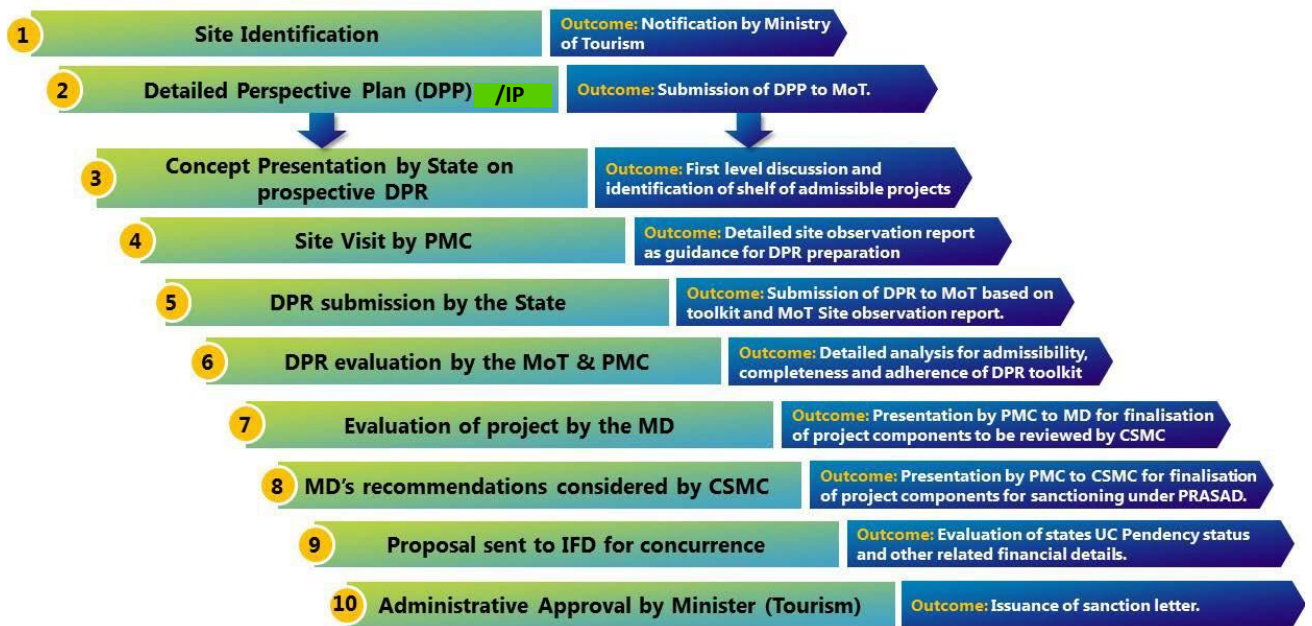 1
Site Identification
Outcome: Notification by Ministry
of Tourism
2
Detailed Perspective Plan (DPP) /IP
Outcome: Submission of DPP to MoT.
3
Concept Presentation by State on
prospective DPR
Outcome: First level discussion and
identification of shelf of admissible projects
4
Site Visit by PMC
Outcome: Detailed site observation report
as guidance for DPR preparation
5
DPR submission by the State
Outcome: Submission of DPR to MoT based on
toolkit and MoT Site observation report.
6
DPR evaluation by the MoT & PMC
Outcome: Detailed analysis for admissibility,
completeness and adherence of DPR toolkit
7
Evaluation of project by the MD
Outcome: Presentation by PMC to MD for finalisation
of project components to be reviewed by CSMC
8
MD's recommendations considered by CSMC
Outcome: Presentation by PMC to CSMC for finalisation
of project components for sanctioning under PRASAD.
9
Proposal sent to IFD for concurrence
Outcome: Evaluation of states UC Pendency status
and other related financial details.
10
Administrative Approval by Minister (Tourism)
Outcome: Issuance of sanction letter.